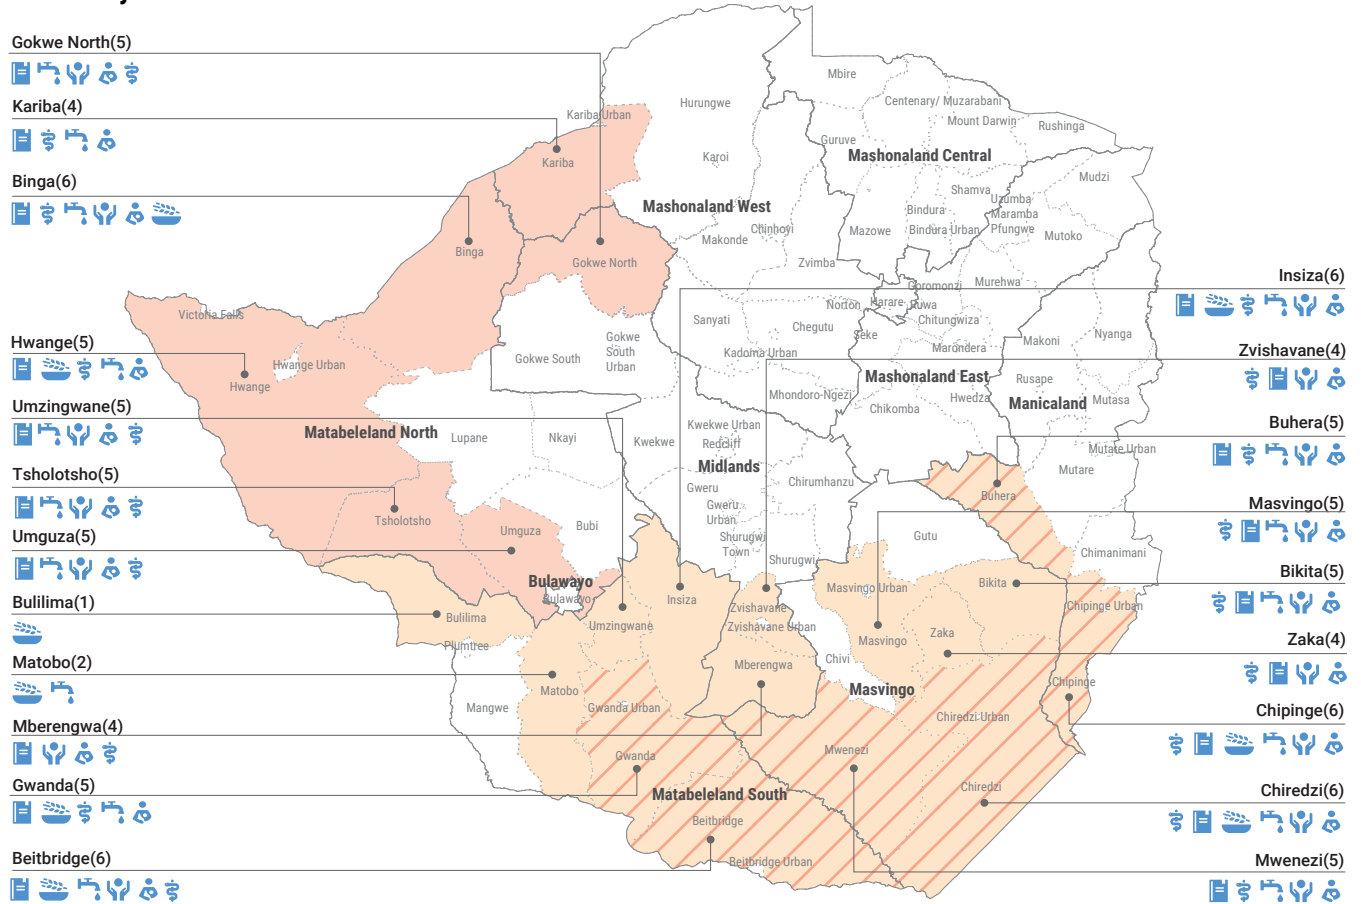 Gokwe North(5)
Kariba(4)
Binga(6)
Hwange(5)
Umzingwane(5)
Tsholotsho(5)
Umguza(5)
Bulilima(1)
Matobo(2)
Mberengwa(4)
Gwanda(5)
Beitbridge(6)
Mbire
Hurungwe
Centenary/ Muzarabani
Kariba Urban
Mount Darwin
Rushinga
Guruve
Karoi
Mashonaland Central
Kariba
Mudzi
Shamva
Uzumba
Maramba
Pfungwe
Mashonaland West
Bindura
Bindura Urban
Mazowe
Chinhoyi
Makonde
Mutoko
Binga
Gokwe North
Zvimba
Murehwa
Goromonzi
Victoria Falls
Norton
Harare
Ruwa
Sanyati
Chegutu
Chitungwiza
Seke
Marondera
Makoni
Nyanga
Gokwe
South
Urban
Gokwe South
Kadoma Urban
Hwange Urban
Hwange
Mashonaland East
Rusape
Mhondoro-Ngezi
Hwedza
Manicaland
Mutasa
Chikomba
Matabeleland North
Lupane
Nkayi
Kwekwe
Kwekwe Urban
Redcliff
Midlands
Mutare Urban
Mutare
Gweru
Chirumhanzu
Buhera
Gweru
Urban
Tsholotsho
Umguza
Bubi
Shurugwi
Town
Shurugwi
Gutu
Chimanimani
Bulawayo
Bulawayo
Masvingo Urban
Bikita
Insiza
Zvishavane
Chipinge Urban
Bulilima
Umzingwane
Zvishavane Urban
Masvingo
Zaka
Plumtree
Chivi
Mberengwa
Matobo
Masvingo
Chipinge
Mangwe
Gwanda Urban
Chiredzi Urban
Gwanda
Mwenezi
Matabeleland South
Chiredzi
Beitbridge
Beitbridge Urban
Insiza(6)
Zvishavane(4)
Buhera(5)
Masvingo(5)
Bikita(5)
Zaka(4)
Chipinge(6)
Chiredzi(6)
Mwenezi(5)